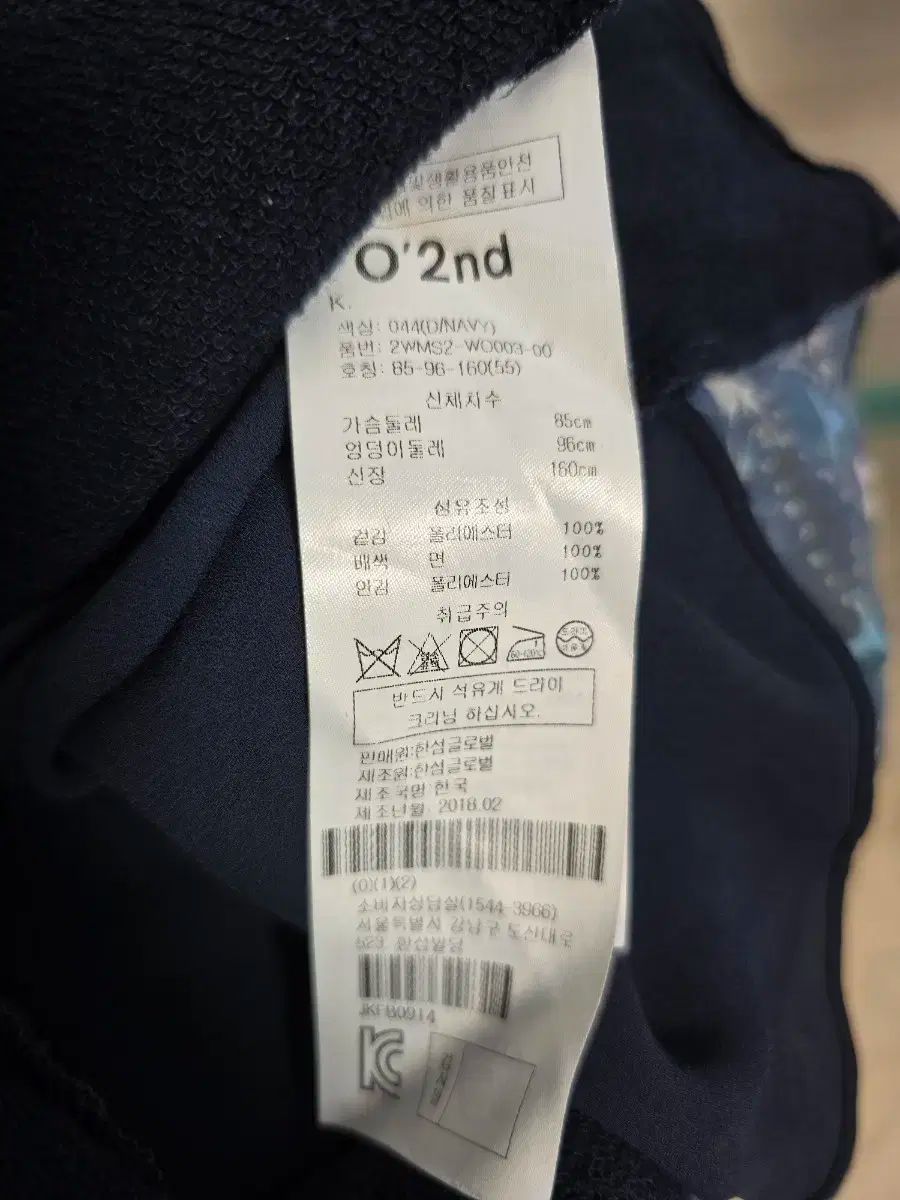 및생활용품안전
에 의한 품질표시
O'2nd
K.
색상: 044(D/NAVY)
품번: 2WMS2-WO003-00
호칭: 85-96-160(55)
신체치수
가슴둘레 85cm
엉덩이둘레 96cm
신장 160cm
섬유조성
겉감 폴리에스터 100%
배색 면 100%
안감 폴리에스터 100%
취급주의
반드시 석유계 드라이
크리닝 하십시오.
판매원:한섬글로벌
제조원:한섬글로벌
제조국명 한국
제조년월. 2018.02
(0)(1)(2)
소비자상담실(1544-3966)
서울특별시 강남구 도산대로
523 한섬빌딩
JKFB0914